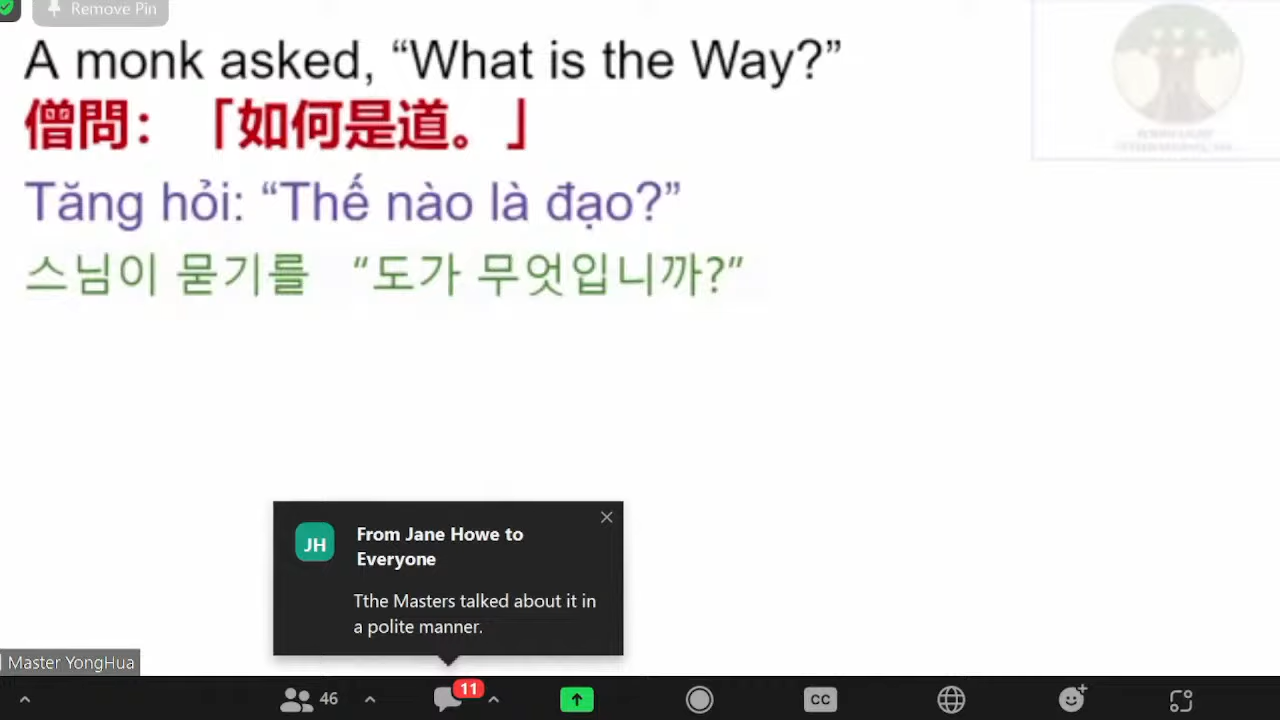 Remove Pin
A monk asked, “What is the Way?”
僧問：「如何是道。」
Tăng hỏi: “Thế nào là đạo?”
스님이 묻기를 “도가 무엇입니까?”
JH
From Jane Howe to
Everyone
Tthe Masters talked about it in
a polite manner.
Master YongHua
46
11
CC